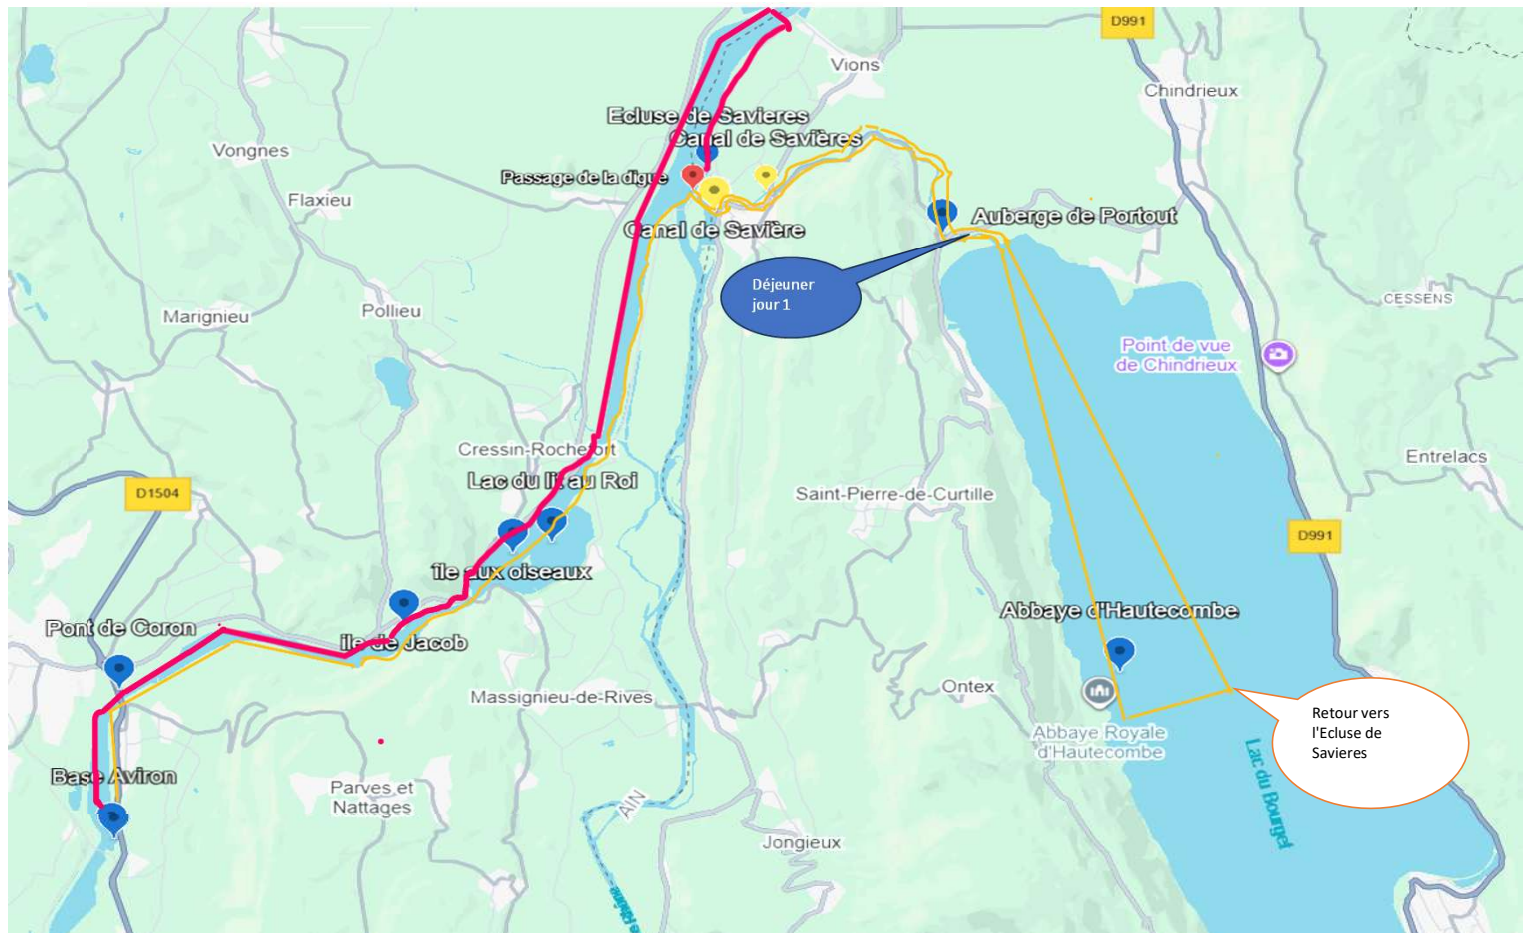 D991
Vions
Chindrieux
Ecluse de Savieres
Canal de Savières
Vongnes
Passage de la digue
Flaxieu
Auberge de Portout
Canal de Savière
Déjeuner
jour 1
CESSENS
Pollieu
Marignieu
Point de vue
de Chindrieux
Cressin-Rochefort
Entrelacs
Lac du lit au Roi
D1504
Saint-Pierre-de-Curtille
D991
île aux oiseaux
Abbaye d'Hautecombe
Pont de Coron
île de Jacob
Ontex
Massignieu-de-Rives
Retour vers
l'Ecluse de
Savieres
Abbaye Royale
d'Hautecombe
Lac du Bourget
Base Aviron
Parves et
Nattages
AIN
Jongieux